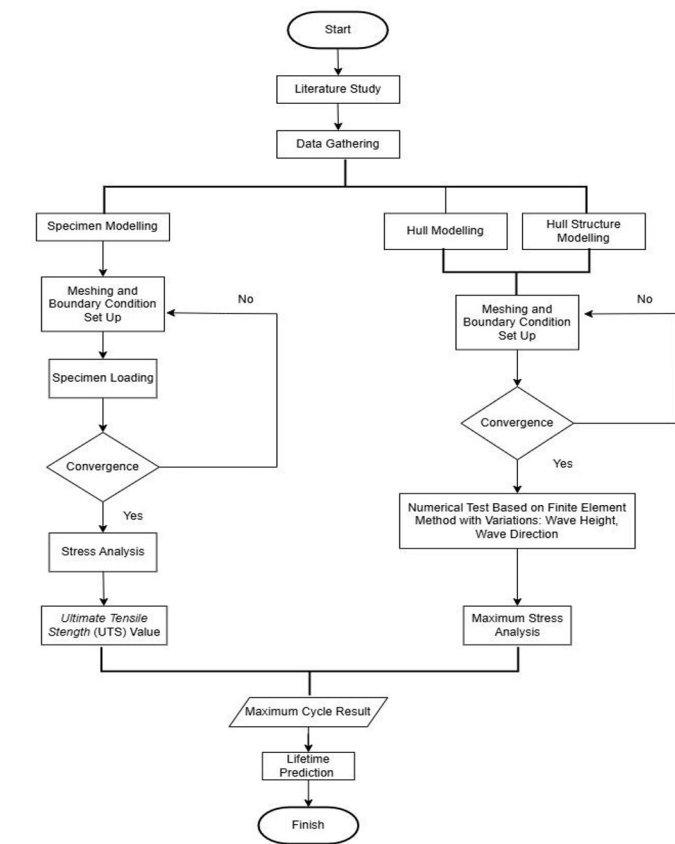 Start
Literature Study
Data Gathering
Specimen Modelling
Hull Modelling
Hull Structure
Modelling
Meshing and
Boundary Condition
Set Up
No
Meshing and
Boundary Condition
Set Up
No
Specimen Loading
Convergence
Convergence
Yes
Yes
Numerical Test Based on Finite Element
Method with Variations: Wave Height,
Wave Direction
Stress Analysis
Ultimate Tensile
Stength (UTS) Value
Maximum Stress
Analysis
Maximum Cycle Result
Lifetime
Prediction
Finish